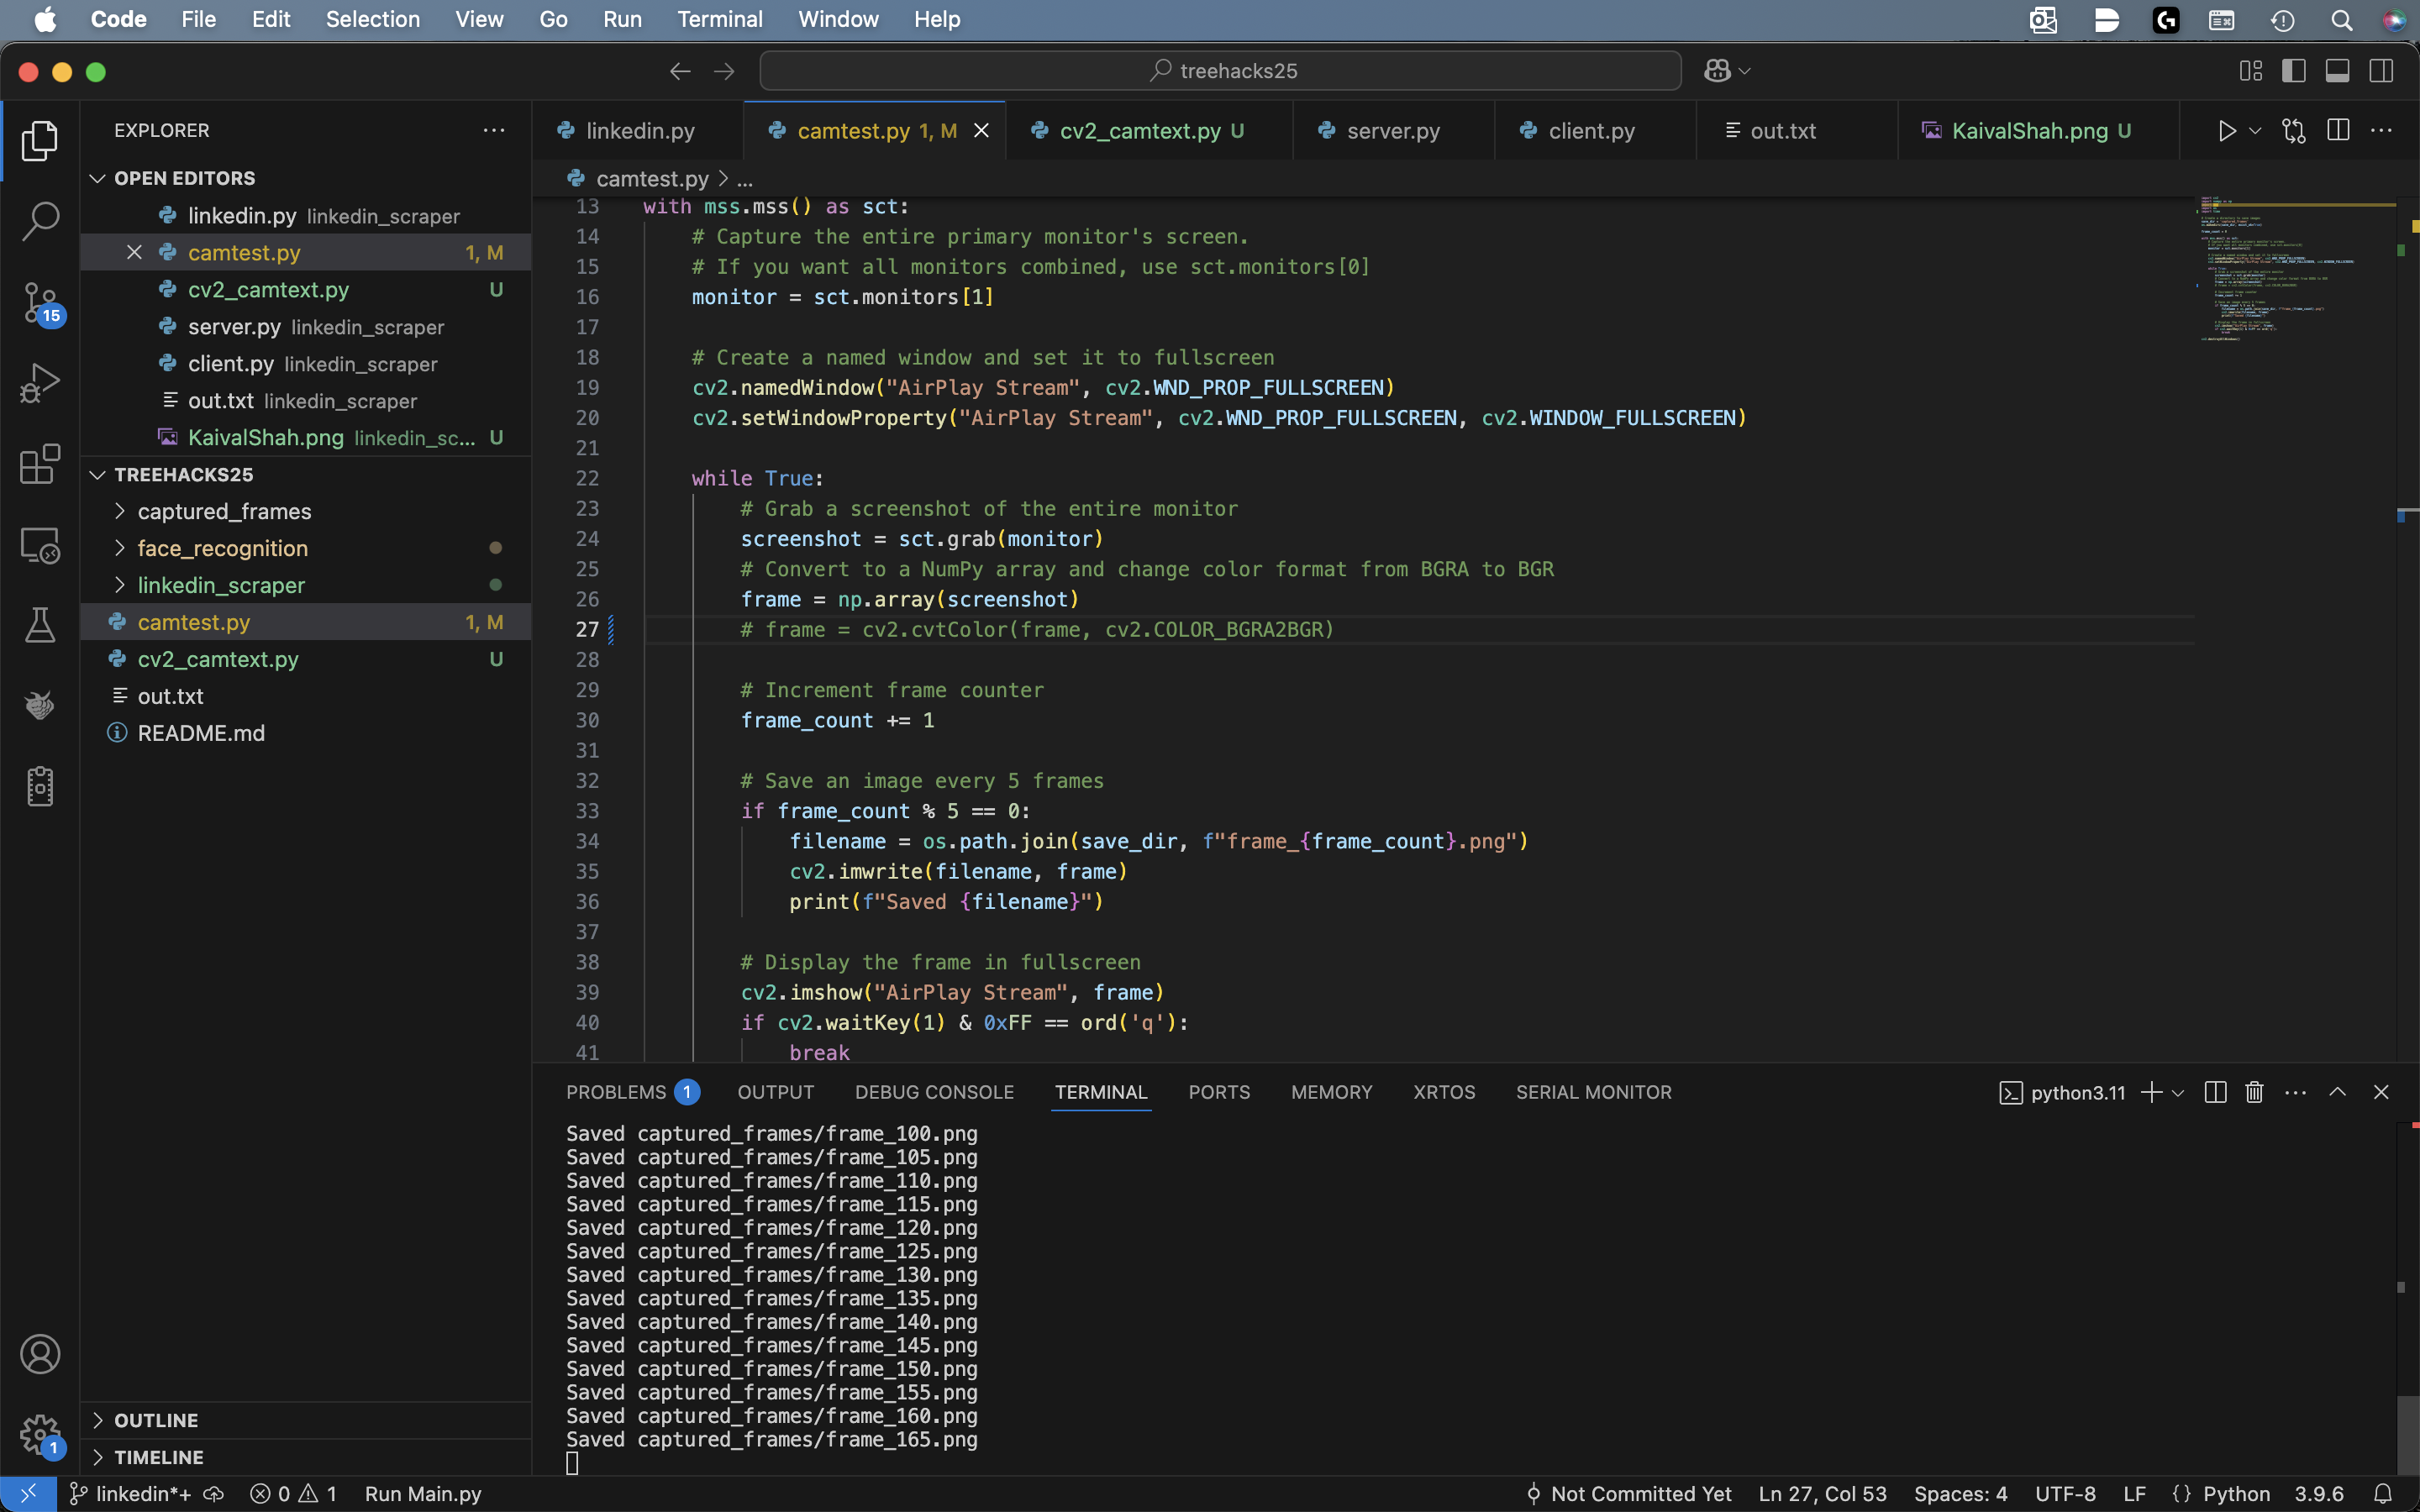 Code File Edit Selection View Go Run Terminal Window Help
treehacks25
EXPLORER
OPEN EDITORS
linkedin.py linkedin_scraper
camtest.py 1, M
cv2_camtext.py U
server.py linkedin_scraper
client.py linkedin_scraper
out.txt linkedin_scraper
KaivalShah.png linkedin_sc... U
TREEHACKS25
captured_frames
face_recognition
linkedin_scraper
camtest.py 1, M
cv2_camtext.py U
out.txt
README.md
OUTLINE
TIMELINE
15
1
linkedin.py camtest.py 1, M cv2_camtext.py U server.py client.py out.txt KaivalShah.png U
camtest.py > ...
13 with mss.mss() as sct:
14 # Capture the entire primary monitor's screen.
15 # If you want all monitors combined, use sct.monitors[0]
16 monitor = sct.monitors[1]
17
18 # Create a named window and set it to fullscreen
19 cv2.namedWindow("AirPlay Stream", cv2.WND_PROP_FULLSCREEN)
20 cv2.setWindowProperty("AirPlay Stream", cv2.WND_PROP_FULLSCREEN, cv2.WINDOW_FULLSCREEN)
21
22 while True:
23 # Grab a screenshot of the entire monitor
24 screenshot = sct.grab(monitor)
25 # Convert to a NumPy array and change color format from BGRA to BGR
26 frame = np.array(screenshot)
27 # frame = cv2.cvtColor(frame, cv2.COLOR_BGRA2BGR)
28
29 # Increment frame counter
30 frame_count += 1
31
32 # Save an image every 5 frames
33 if frame_count % 5 == 0:
34 filename = os.path.join(save_dir, f"frame_{frame_count}.png")
35 cv2.imwrite(filename, frame)
36 print(f"Saved {filename}")
37
38 # Display the frame in fullscreen
39 cv2.imshow("AirPlay Stream", frame)
40 if cv2.waitKey(1) & 0xFF == ord('q'):
41 break
PROBLEMS 1 OUTPUT DEBUG CONSOLE TERMINAL PORTS MEMORY XRTOS SERIAL MONITOR python3.11
Saved captured_frames/frame_100.png
Saved captured_frames/frame_105.png
Saved captured_frames/frame_110.png
Saved captured_frames/frame_115.png
Saved captured_frames/frame_120.png
Saved captured_frames/frame_125.png
Saved captured_frames/frame_130.png
Saved captured_frames/frame_135.png
Saved captured_frames/frame_140.png
Saved captured_frames/frame_145.png
Saved captured_frames/frame_150.png
Saved captured_frames/frame_155.png
Saved captured_frames/frame_160.png
Saved captured_frames/frame_165.png
linkedin*+ 0 1 Run Main.py Not Committed Yet Ln 27, Col 53 Spaces: 4 UTF-8 LF {} Python 3.9.6